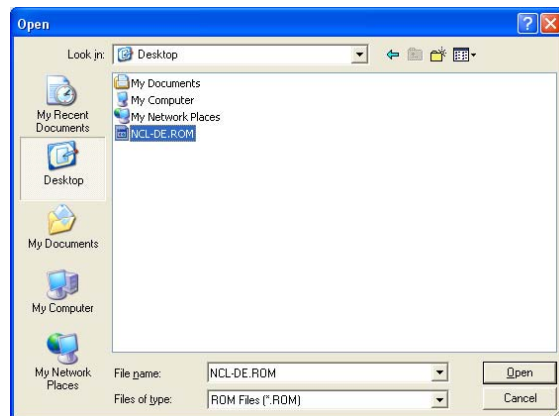 Open
Look in: Desktop
My Recent
Documents
Desktop
My Documents
My Computer
My Network
Places
My Documents
My Computer
My Network Places
NCL-DE.ROM
File name: NCL-DE.ROM Open
Files of type: ROM Files (*.ROM) Cancel